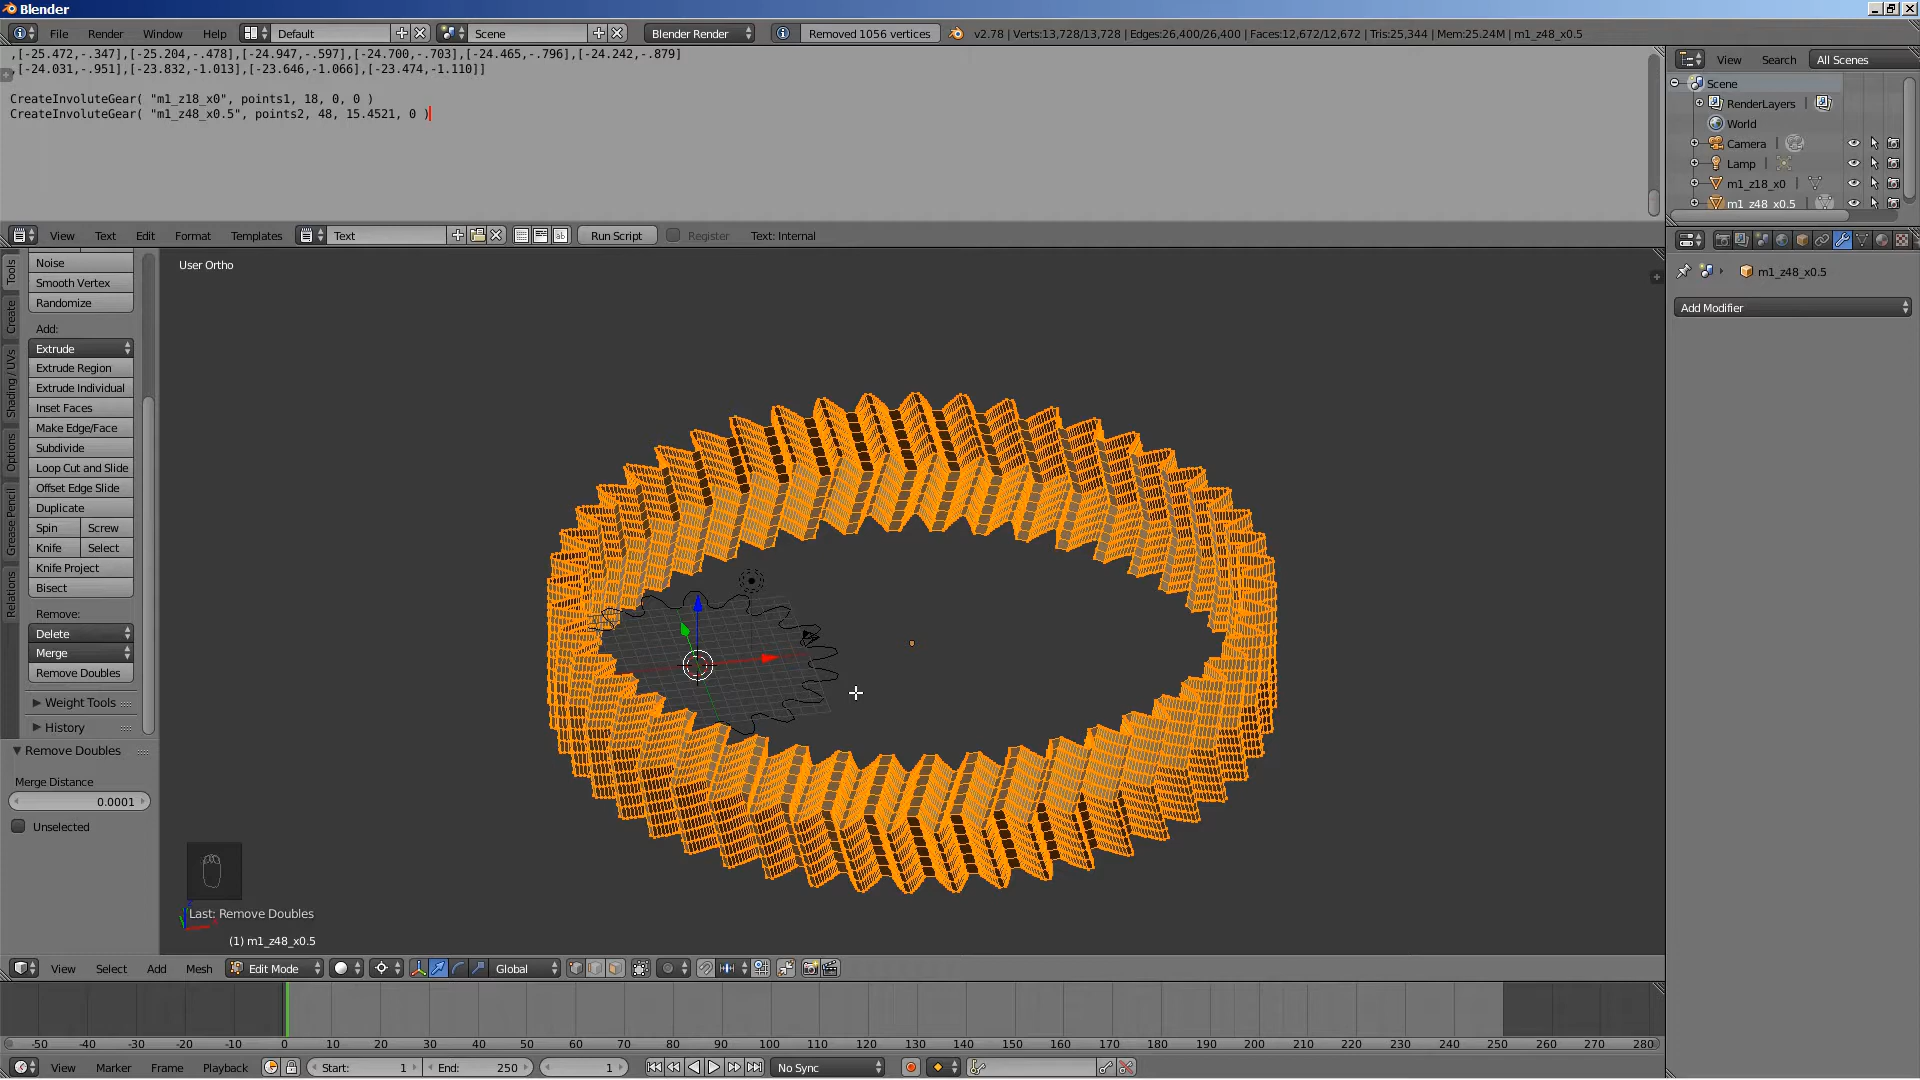 Blender
File Render Window Help Default Scene Blender Render Removed 1056 vertices v2.78 | Verts:13,728/13,728 | Edges:26,400/26,400 | Faces:12,672/12,672 | Tris:25,344 | Mem:25.24M | m1_z48_x0.5
,[-25.472,-.347],[-25.204,-.478],[-24.947,-.597],[-24.700,-.703],[-24.465,-.796],[-24.242,-.879]
,[-24.031,-.951],[-23.832,-1.013],[-23.646,-1.066],[-23.474,-1.110]]
CreateInvoluteGear( "m1_z18_x0", points1, 18, 0, 0 )
CreateInvoluteGear( "m1_z48_x0.5", points2, 48, 15.4521, 0 )
View Search All Scenes
Scene
RenderLayers
World
Camera
Lamp
m1_z18_x0
m1_z48_x0.5
View Text Edit Format Templates Text Run Script Register Text: Internal
m1_z48_x0.5
Add Modifier
Tools
Create
Shading / UVs
Options
Grease Pencil
Relations
Noise
Smooth Vertex
Randomize
Add:
Extrude
Extrude Region
Extrude Individual
Inset Faces
Make Edge/Face
Subdivide
Loop Cut and Slide
Offset Edge Slide
Duplicate
Spin Screw
Knife Select
Knife Project
Bisect
Remove:
Delete
Merge
Remove Doubles
Weight Tools
History
Remove Doubles
Merge Distance
0.0001
Unselected
User Ortho
Last: Remove Doubles
(1) m1_z48_x0.5
View Select Add Mesh Edit Mode Global
-50 -40 -30 -20 -10 0 10 20 30 40 50 60 70 80 90 100 110 120 130 140 150 160 170 180 190 200 210 220 230 240 250 260 270 280
View Marker Frame Playback Start: 1 End: 250 1 No Sync